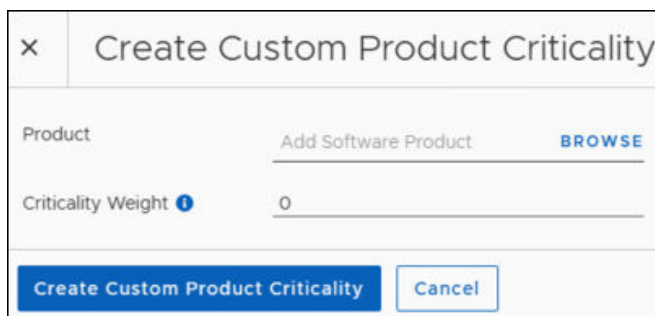 Create Custom Product Criticality
Product
Add Software Product BROWSE
Criticality Weight
0
Create Custom Product Criticality Cancel